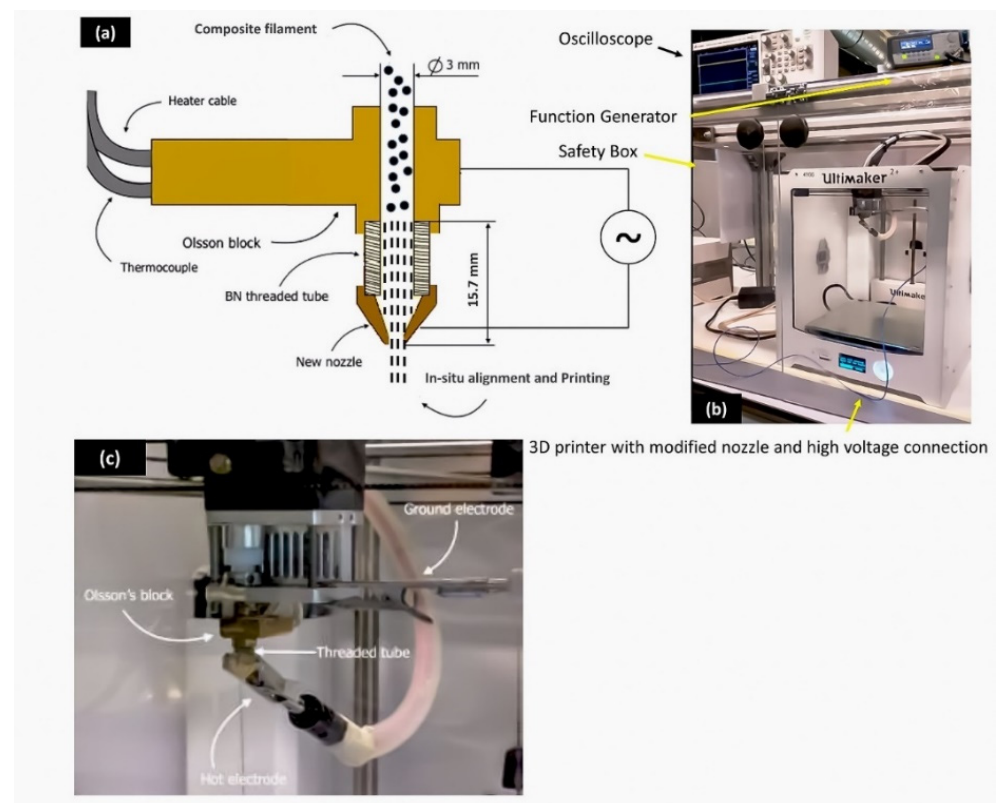 (a)
Composite filament
Ø 3 mm
Heater cable
Olsson block
Thermocouple
BN threaded tube
15.7 mm
New nozzle
In-situ alignment and Printing
~
Oscilloscope
Function Generator
Safety Box
Ultimaker 2+
Ultimaker
(b)
3D printer with modified nozzle and high voltage connection
(c)
Ground electrode
Olsson's block
Threaded tube
Hot electrode